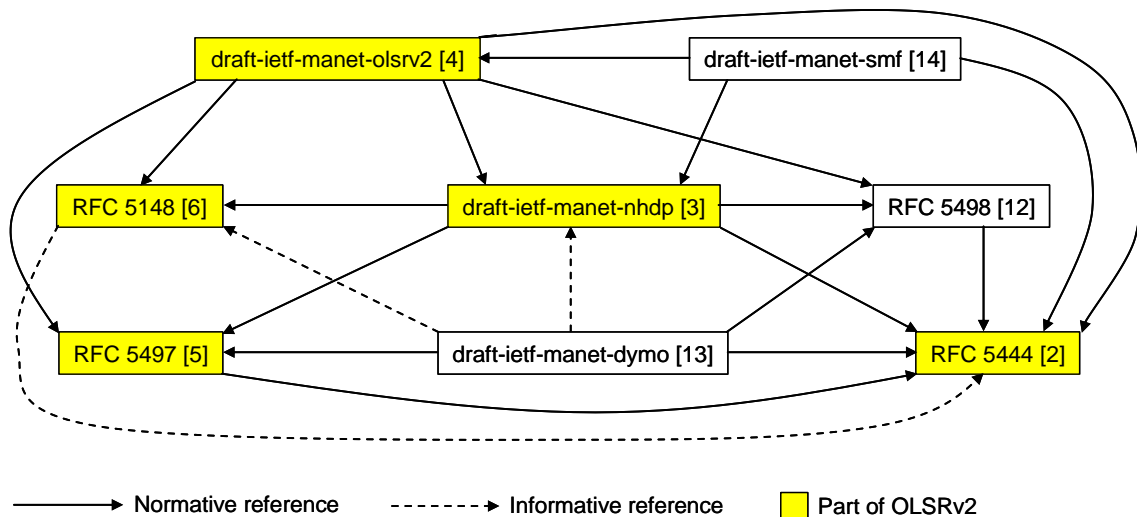 draft-ietf-manet-olsrv2 [4]
draft-ietf-manet-smf [14]
RFC 5148 [6]
draft-ietf-manet-nhdp [3]
RFC 5498 [12]
RFC 5497 [5]
draft-ietf-manet-dymo [13]
RFC 5444 [2]
Normative reference
Informative reference
Part of OLSRv2